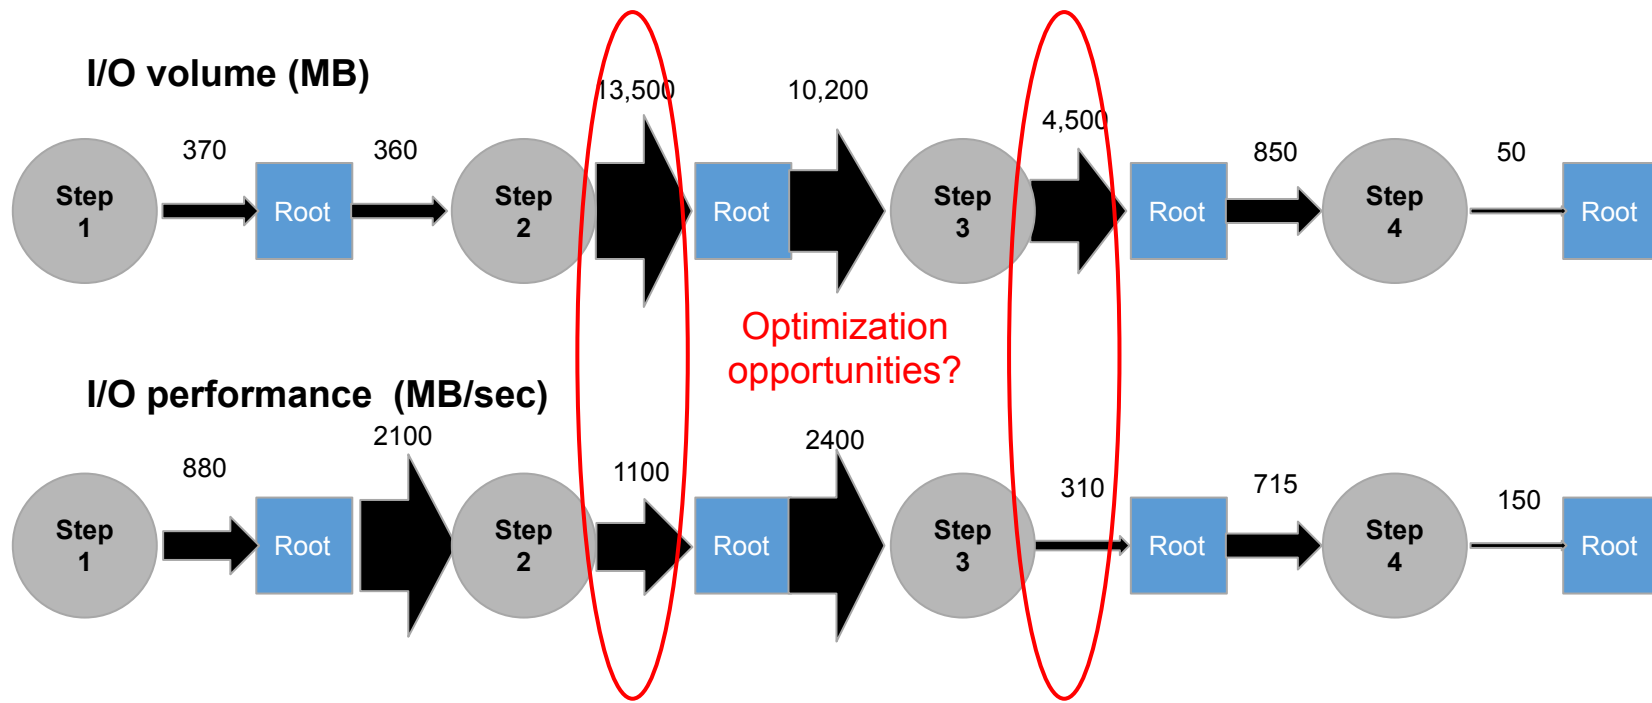 I/O volume (MB)
13,500
10,200
4,500
370
360
850
50
Step
1
Root
Step
2
Root
Step
3
Root
Step
4
Root
Optimization
opportunities?
I/O performance  (MB/sec)
880
2100
1100
2400
310
715
150
Step
1
Root
Step
2
Root
Step
3
Root
Step
4
Root